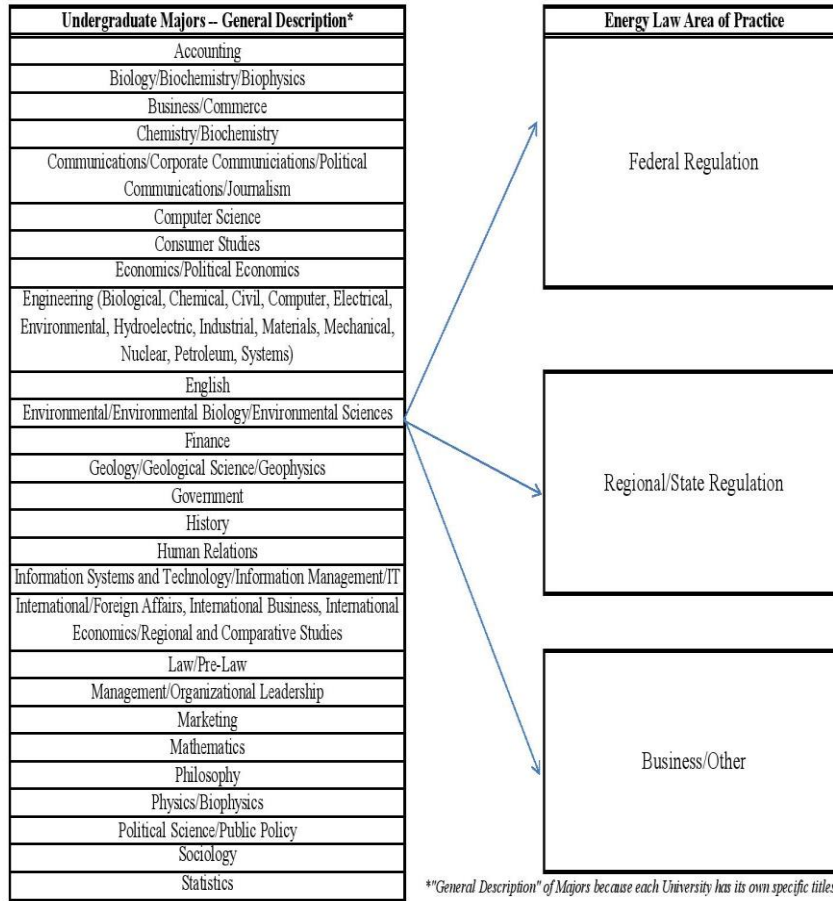 Undergraduate Majors -- General Description*
Accounting
Biology/Biochemistry/Biophysics
Business/Commerce
Chemistry/Biochemistry
Communications/Corporate Communiciations/Political
Communications/Journalism
Computer Science
Consumer Studies
Economics/Political Economics
Engineering (Biological, Chemical, Civil, Computer, Electrical,
Environmental, Hydroelectric, Industrial, Materials, Mechanical,
Nuclear, Petroleum, Systems)
English
Environmental/Environmental Biology/Environmental Sciences
Finance
Geology/Geological Science/Geophysics
Government
History
Human Relations
Information Systems and Technology/Information Management/IT
International/Foreign Affairs, International Business, International
Economics/Regional and Comparative Studies
Law/Pre-Law
Management/Organizational Leadership
Marketing
Mathematics
Philosophy
Physics/Biophysics
Political Science/Public Policy
Sociology
Statistics
Energy Law Area of Practice
Federal Regulation
Regional/State Regulation
Business/Other
*"General Description" of Majors because each University has its own specific titles